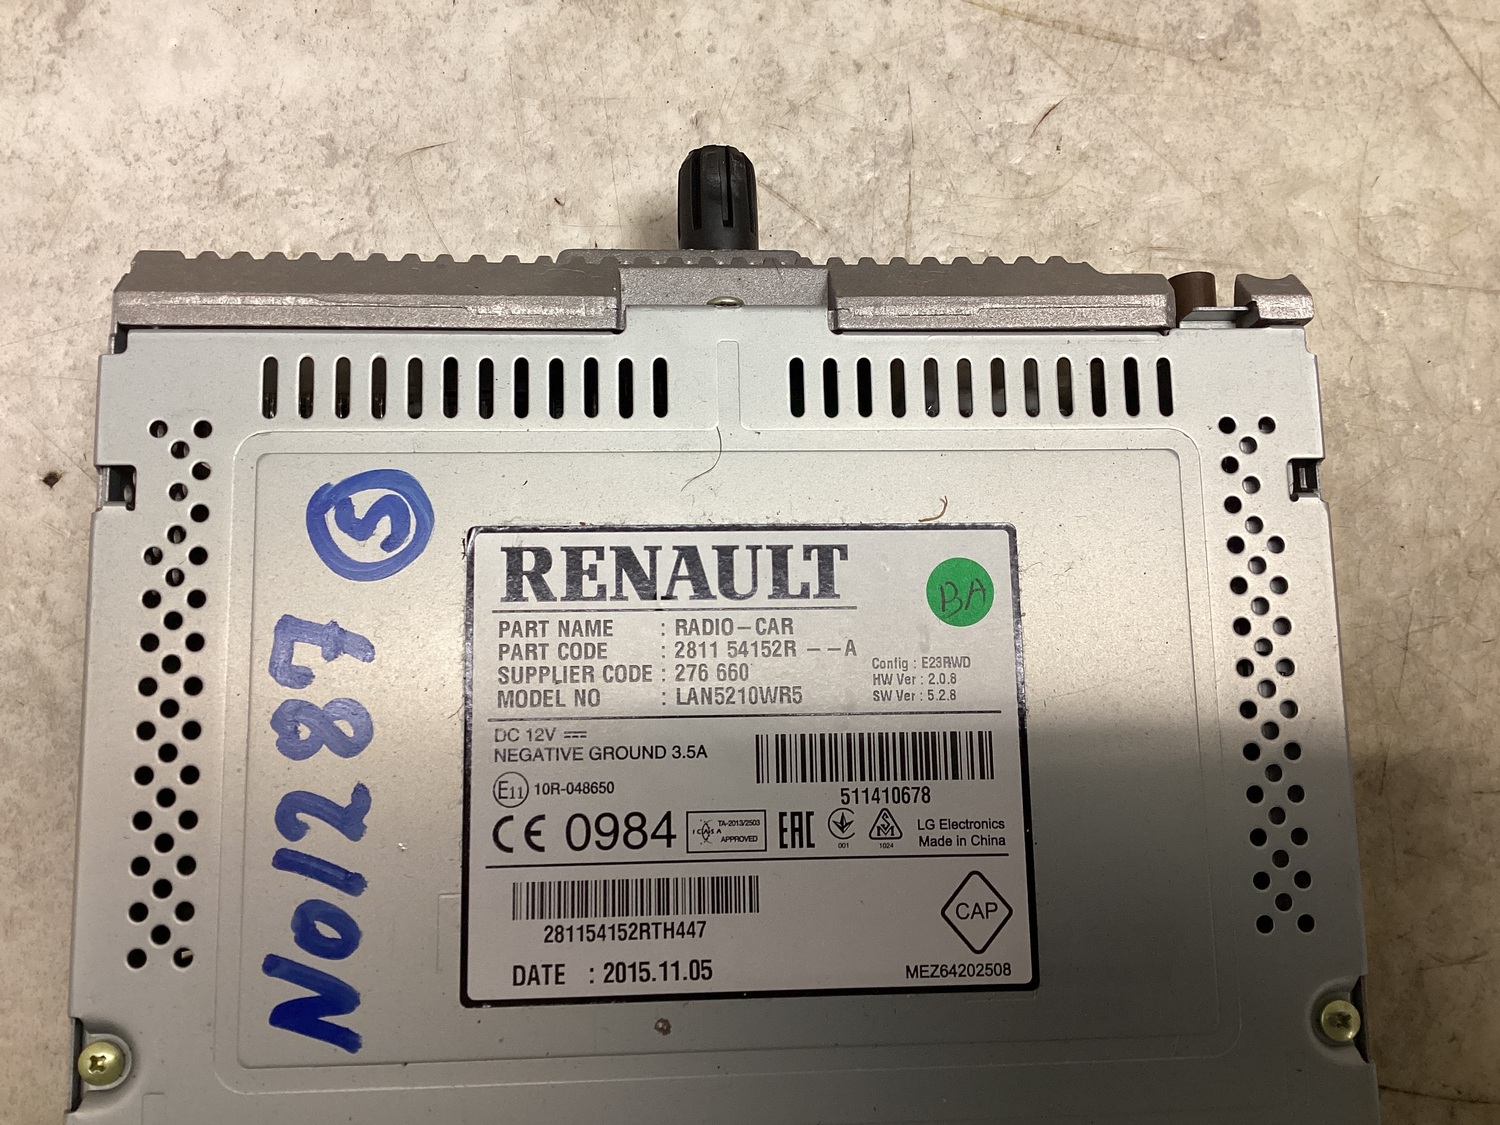 S
NO1287
RENAULT
BA
PART NAME : RADIO-CAR
PART CODE : 2811 54152R --A
SUPPLIER CODE : 276 660
MODEL NO : LAN5210WR5
Config : E23RWD
HW Ver : 2.0.8
SW Ver : 5.2.8
DC 12V
NEGATIVE GROUND 3.5A
511410678
E11 10R-048650
CE 0984
ICASA
TA-2013/2503
APPROVED
EAC
001
SM
1024
LG Electronics
Made in China
281154152RTH447
CAP
DATE : 2015.11.05
MEZ64202508